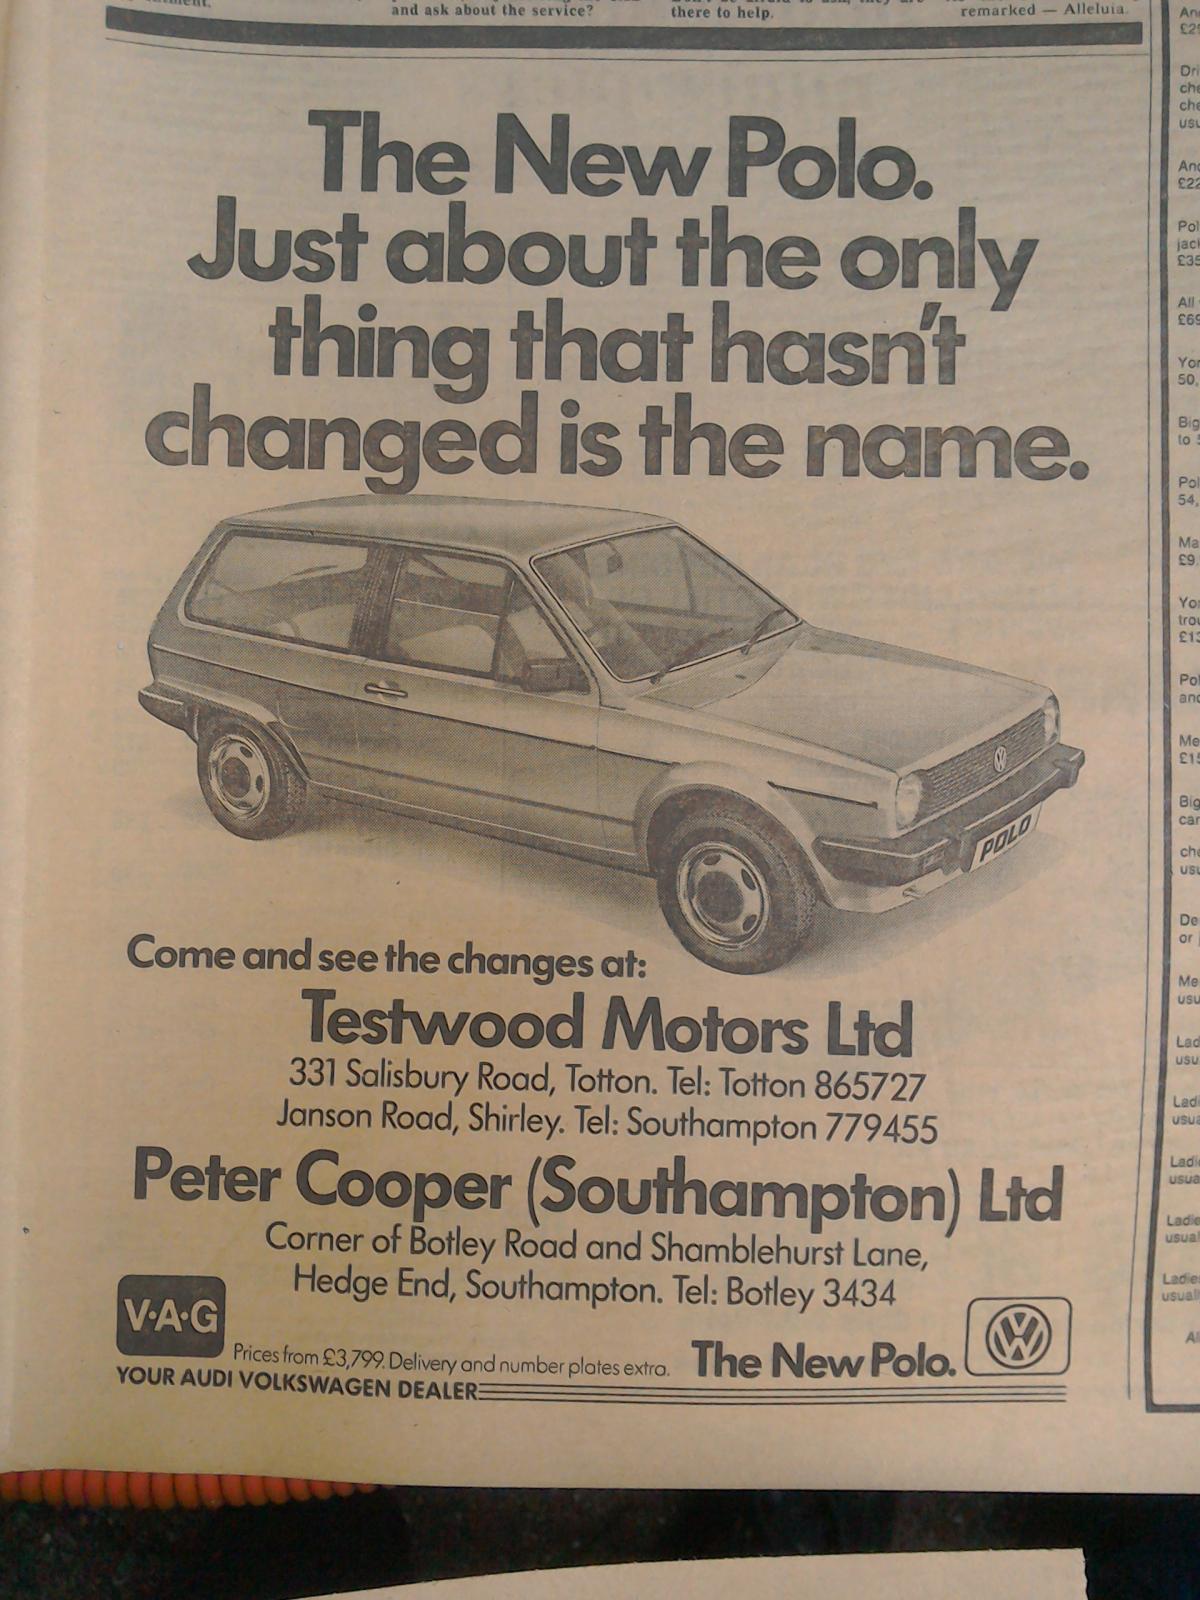 and ask about the service?
there to help.
remarked — Alleluia.
The New Polo.
Just about the only
thing that hasn't
changed is the name.
POLO
Come and see the changes at:
Testwood Motors Ltd
331 Salisbury Road, Totton. Tel: Totton 865727
Janson Road, Shirley. Tel: Southampton 779455
Peter Cooper (Southampton) Ltd
Corner of Botley Road and Shamblehurst Lane,
Hedge End, Southampton. Tel: Botley 3434
V·A·G
Prices from £3,799. Delivery and number plates extra.
The New Polo.
YOUR AUDI VOLKSWAGEN DEALER